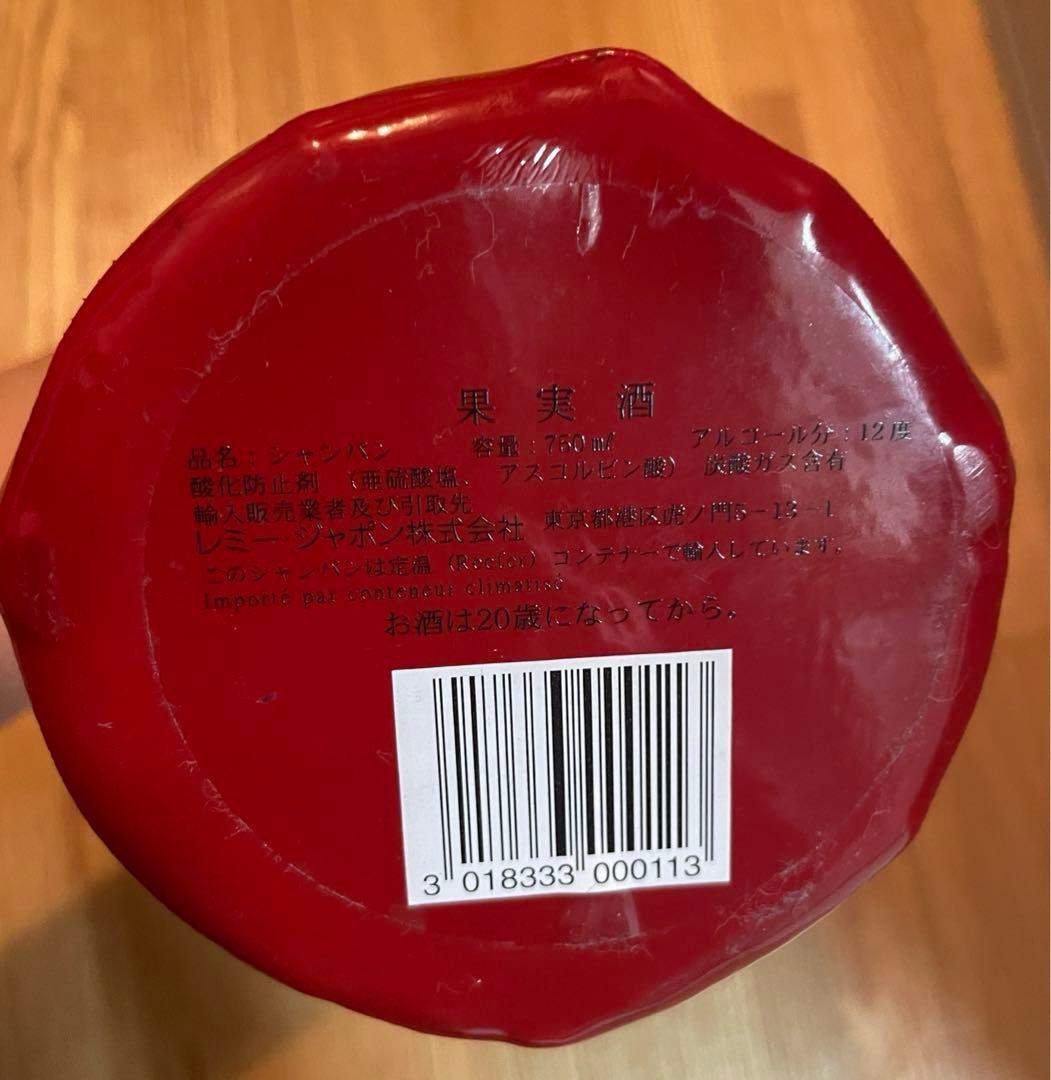 果実酒
品名：シャンパン 容量：750㎖ アルコール分：12度
酸化防止剤 （亜硫酸塩、アスコルビン酸） 炭酸ガス含有
輸入販売業者及び引取先
レミー・ジャポン株式会社 東京都港区虎ノ門5－13－1
このシャンパンは定温（Reefer）コンテナーで輸入しています。
Importé par conteneur climatisé
お酒は20歳になってから。
3 018333 000113